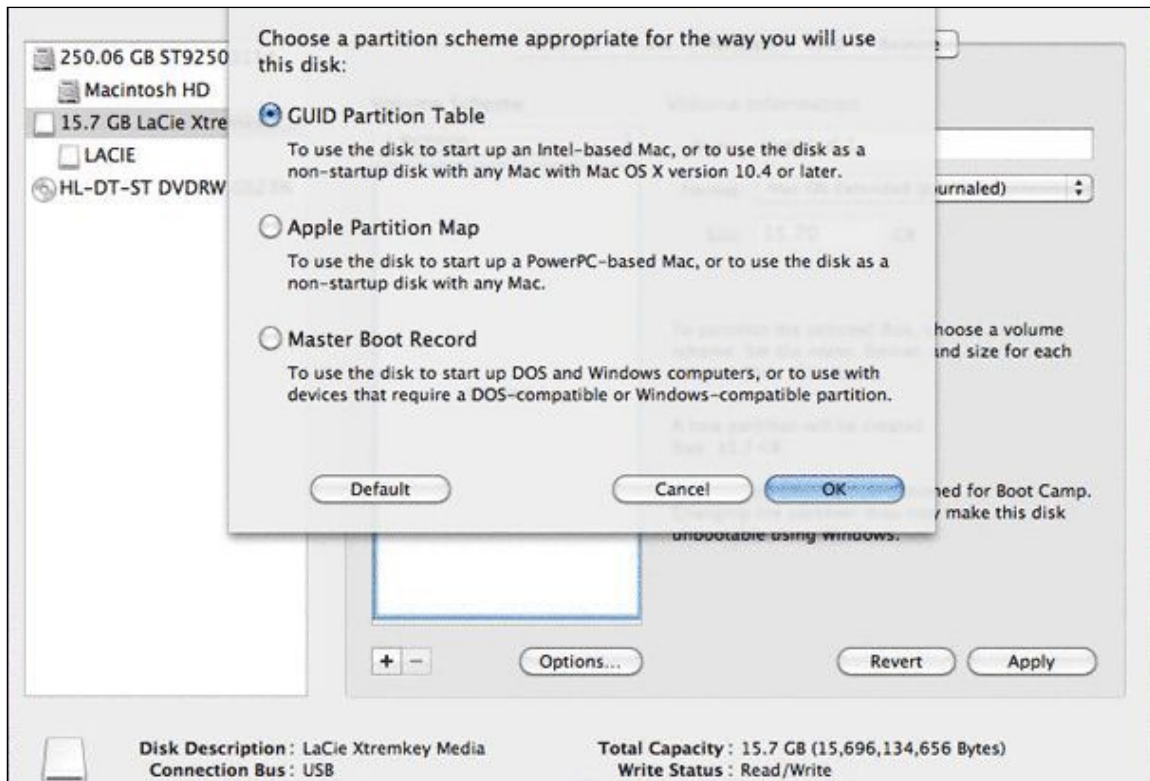 Choose a partition scheme appropriate for the way you will use
this disk:
250.06 GB ST9250
Macintosh HD
15.7 GB LaCie Xtre
LACIE
HL-DT-ST DVDRW
GUID Partition Table
To use the disk to start up an Intel-based Mac, or to use the disk as a
non-startup disk with any Mac with Mac OS X version 10.4 or later.
Apple Partition Map
To use the disk to start up a PowerPC-based Mac, or to use the disk as a
non-startup disk with any Mac.
Master Boot Record
To use the disk to start up DOS and Windows computers, or to use with
devices that require a DOS-compatible or Windows-compatible partition.
Default
Cancel
OK
urnaled)
15.70 GB
choose a volume
and size for each
ned for Boot Camp.
make this disk
unbootable using Windows.
+ -
Options...
Revert
Apply
Disk Description : LaCie Xtremkey Media
Connection Bus : USB
Total Capacity : 15.7 GB (15,696,134,656 Bytes)
Write Status : Read/Write